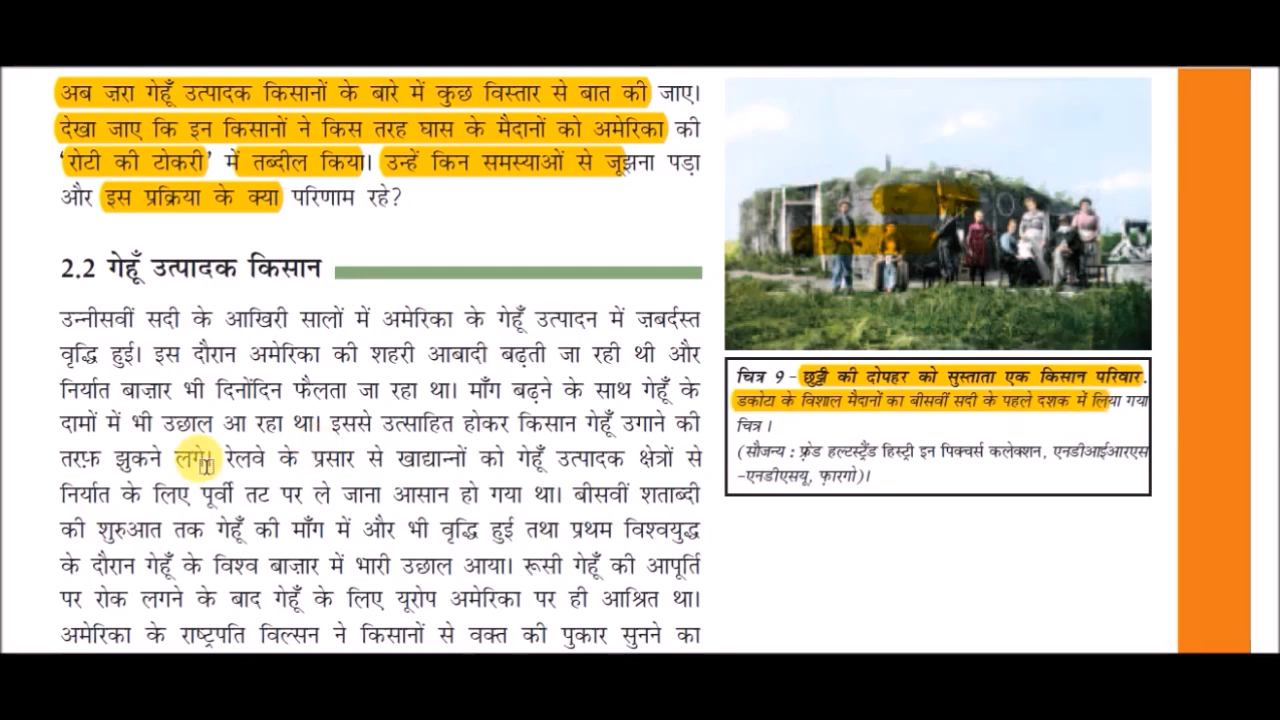 अब ज़रा गेहूँ उत्पादक किसानों के बारे में कुछ विस्तार से बात की जाए।
देखा जाए कि इन किसानों ने किस तरह घास के मैदानों को अमेरिका की
‘रोटी की टोकरी’ में तब्दील किया। उन्हें किन समस्याओं से जूझना पड़ा
और इस प्रक्रिया के क्या परिणाम रहे?
2.2 गेहूँ उत्पादक किसान
उन्नीसवीं सदी के आखिरी सालों में अमेरिका के गेहूँ उत्पादन में ज़बर्दस्त
वृद्धि हुई। इस दौरान अमेरिका की शहरी आबादी बढ़ती जा रही थी और
निर्यात बाज़ार भी दिनोंदिन फैलता जा रहा था। माँग बढ़ने के साथ गेहूँ के
दामों में भी उछाल आ रहा था। इससे उत्साहित होकर किसान गेहूँ उगाने की
तरफ़ झुकने लगे। रेलवे के प्रसार से खाद्यान्नों को गेहूँ उत्पादक क्षेत्रों से
निर्यात के लिए पूर्वी तट पर ले जाना आसान हो गया था। बीसवीं शताब्दी
की शुरुआत तक गेहूँ की माँग में और भी वृद्धि हुई तथा प्रथम विश्वयुद्ध
के दौरान गेहूँ के विश्व बाज़ार में भारी उछाल आया। रूसी गेहूँ की आपूर्ति
पर रोक लगने के बाद गेहूँ के लिए यूरोप अमेरिका पर ही आश्रित था।
अमेरिका के राष्ट्रपति विल्सन ने किसानों से वक्त की पुकार सुनने का
चित्र 9 - छुट्टी की दोपहर को सुस्ताता एक किसान परिवार.
डकोटा के विशाल मैदानों का बीसवीं सदी के पहले दशक में लिया गया
चित्र।
(सौजन्य : फ़्रेड हल्टस्ट्रैंड हिस्ट्री इन पिक्चर्स कलेक्शन, एनडीआईआरएस
-एनडीएसयू, फ़ारगो)।